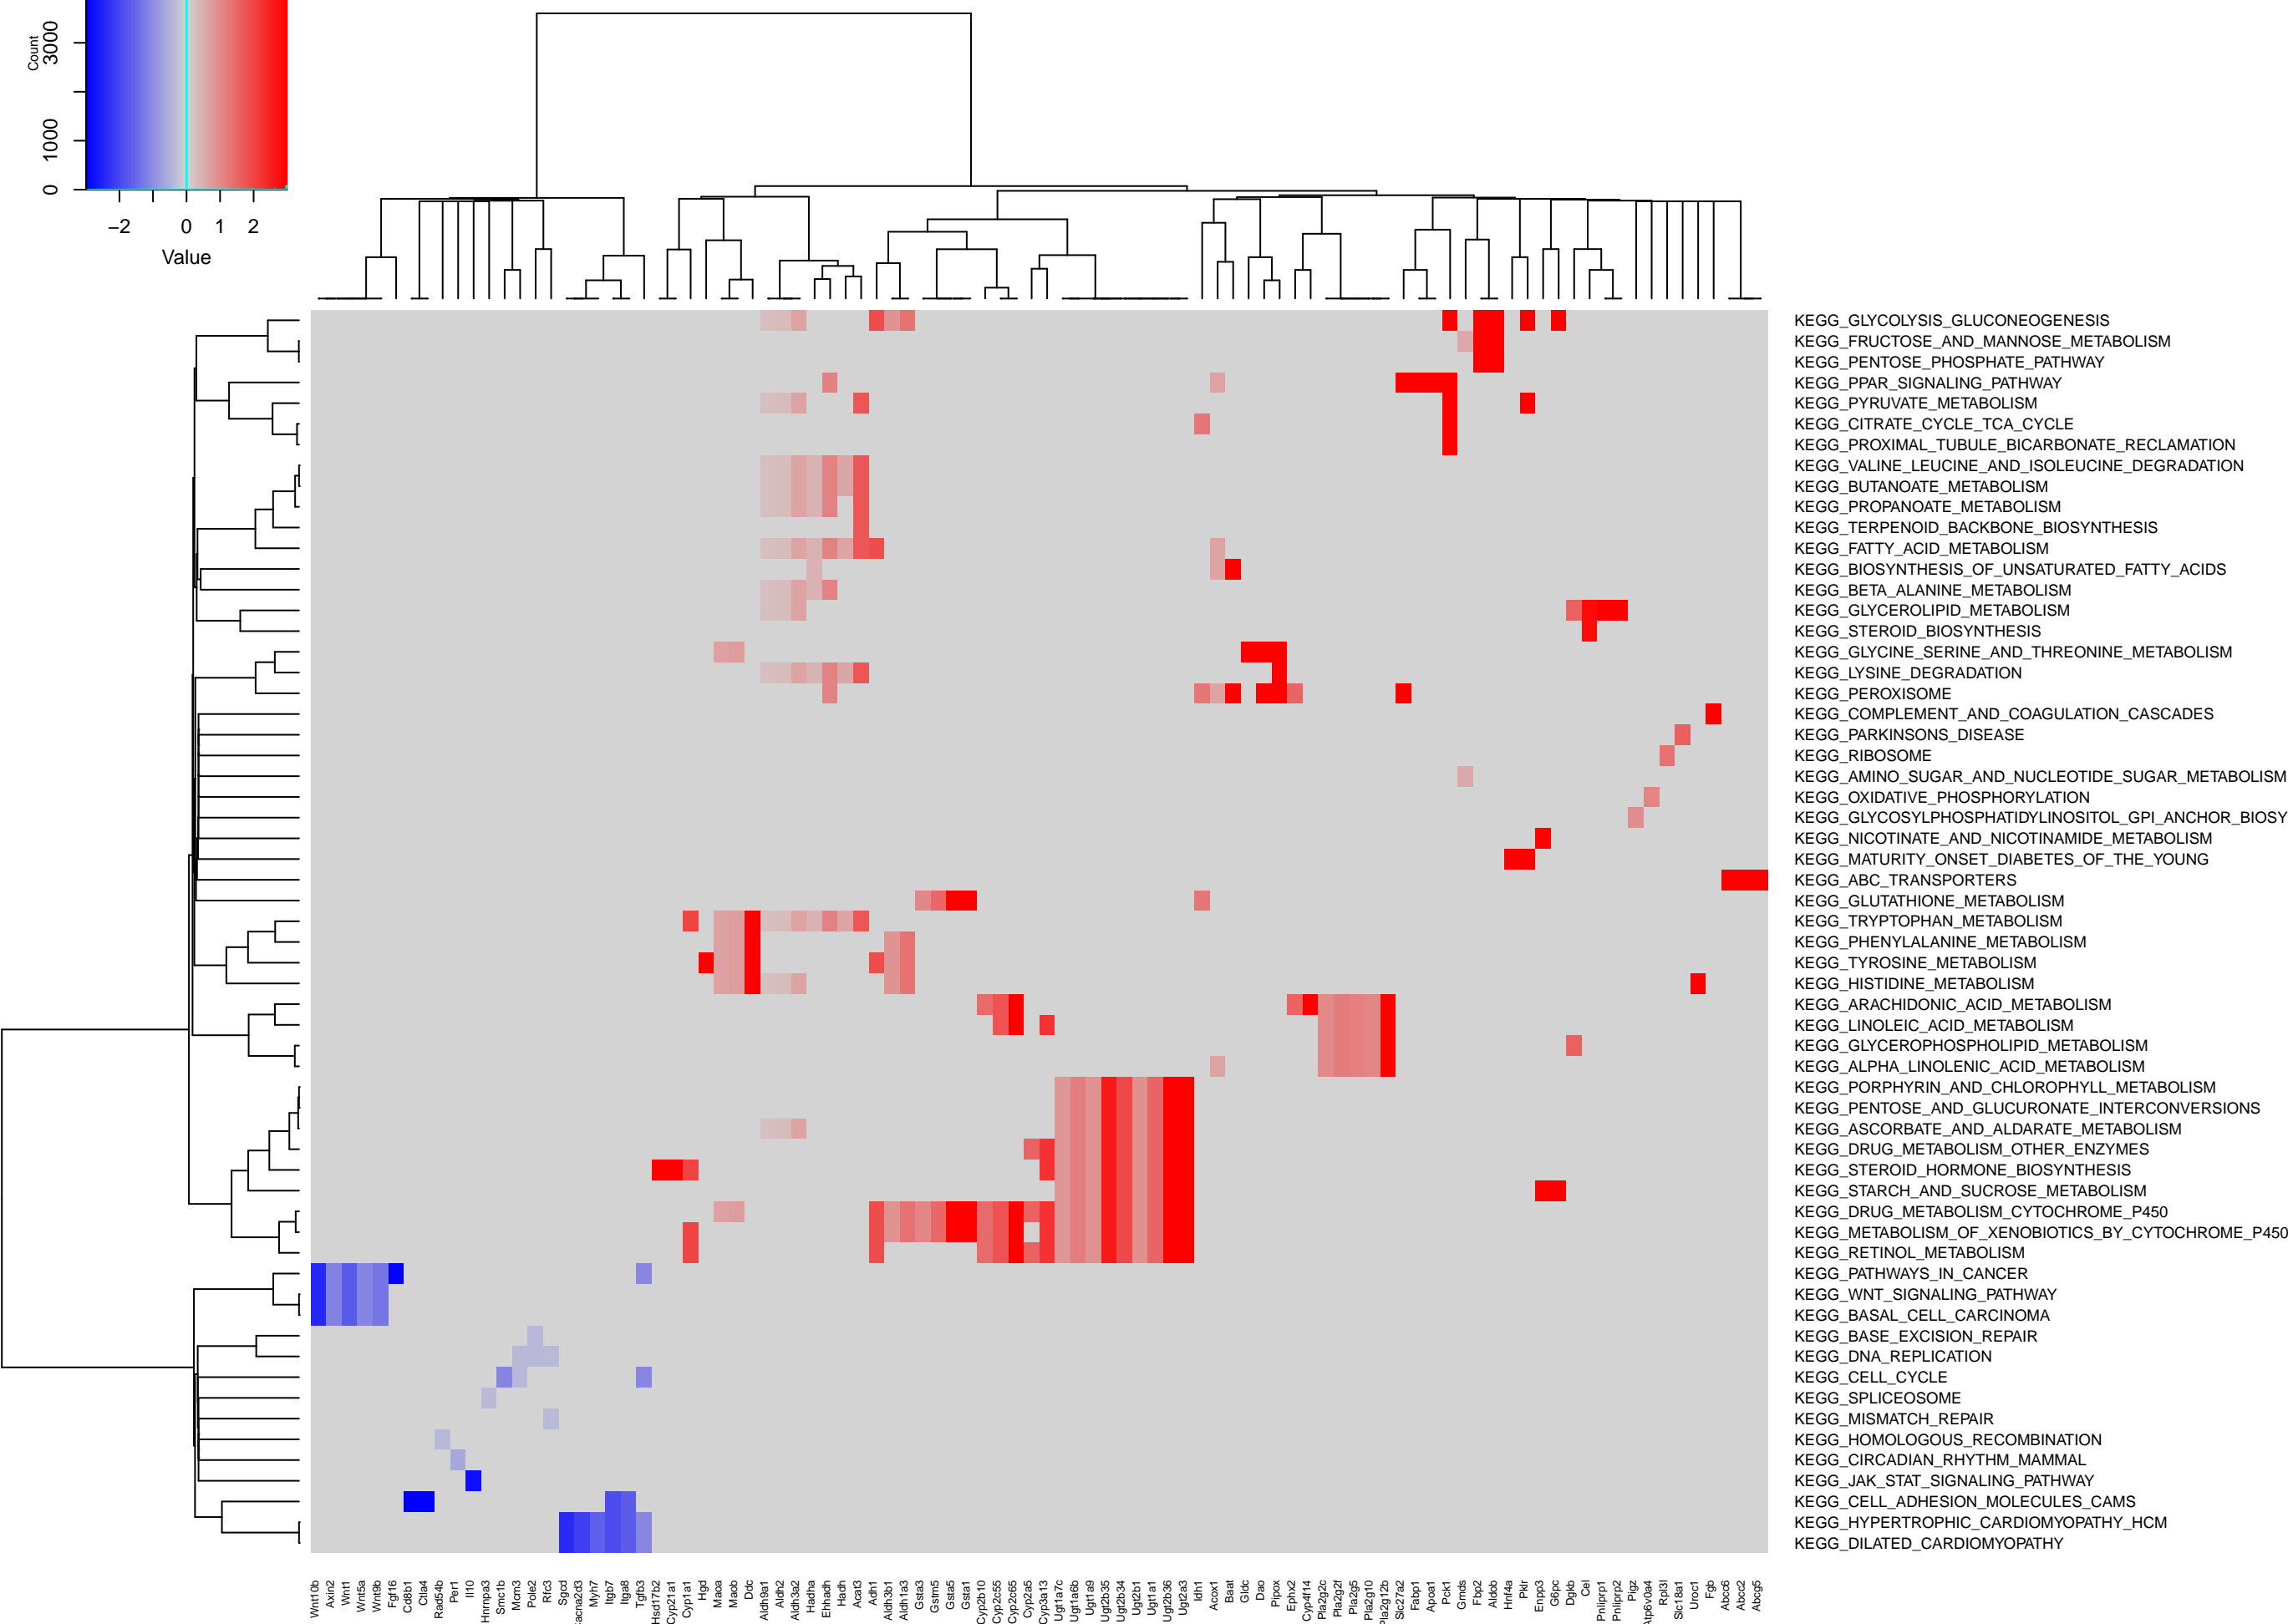 Count
3000
1000
0
−2
0
1
2
Value
KEGG_GLYCOLYSIS_GLUCONEOGENESIS
KEGG_FRUCTOSE_AND_MANNOSE_METABOLISM
KEGG_PENTOSE_PHOSPHATE_PATHWAY
KEGG_PPAR_SIGNALING_PATHWAY
KEGG_PYRUVATE_METABOLISM
KEGG_CITRATE_CYCLE_TCA_CYCLE
KEGG_PROXIMAL_TUBULE_BICARBONATE_RECLAMATION
KEGG_VALINE_LEUCINE_AND_ISOLEUCINE_DEGRADATION
KEGG_BUTANOATE_METABOLISM
KEGG_PROPANOATE_METABOLISM
KEGG_TERPENOID_BACKBONE_BIOSYNTHESIS
KEGG_FATTY_ACID_METABOLISM
KEGG_BIOSYNTHESIS_OF_UNSATURATED_FATTY_ACIDS
KEGG_BETA_ALANINE_METABOLISM
KEGG_GLYCEROLIPID_METABOLISM
KEGG_STEROID_BIOSYNTHESIS
KEGG_GLYCINE_SERINE_AND_THREONINE_METABOLISM
KEGG_LYSINE_DEGRADATION
KEGG_PEROXISOME
KEGG_COMPLEMENT_AND_COAGULATION_CASCADES
KEGG_PARKINSONS_DISEASE
KEGG_RIBOSOME
KEGG_AMINO_SUGAR_AND_NUCLEOTIDE_SUGAR_METABOLISM
KEGG_OXIDATIVE_PHOSPHORYLATION
KEGG_GLYCOSYLPHOSPHATIDYLINOSITOL_GPI_ANCHOR_BIOSY
KEGG_NICOTINATE_AND_NICOTINAMIDE_METABOLISM
KEGG_MATURITY_ONSET_DIABETES_OF_THE_YOUNG
KEGG_ABC_TRANSPORTERS
KEGG_GLUTATHIONE_METABOLISM
KEGG_TRYPTOPHAN_METABOLISM
KEGG_PHENYLALANINE_METABOLISM
KEGG_TYROSINE_METABOLISM
KEGG_HISTIDINE_METABOLISM
KEGG_ARACHIDONIC_ACID_METABOLISM
KEGG_LINOLEIC_ACID_METABOLISM
KEGG_GLYCEROPHOSPHOLIPID_METABOLISM
KEGG_ALPHA_LINOLENIC_ACID_METABOLISM
KEGG_PORPHYRIN_AND_CHLOROPHYLL_METABOLISM
KEGG_PENTOSE_AND_GLUCURONATE_INTERCONVERSIONS
KEGG_ASCORBATE_AND_ALDARATE_METABOLISM
KEGG_DRUG_METABOLISM_OTHER_ENZYMES
KEGG_STEROID_HORMONE_BIOSYNTHESIS
KEGG_STARCH_AND_SUCROSE_METABOLISM
KEGG_DRUG_METABOLISM_CYTOCHROME_P450
KEGG_METABOLISM_OF_XENOBIOTICS_BY_CYTOCHROME_P450
KEGG_RETINOL_METABOLISM
KEGG_PATHWAYS_IN_CANCER
KEGG_WNT_SIGNALING_PATHWAY
KEGG_BASAL_CELL_CARCINOMA
KEGG_BASE_EXCISION_REPAIR
KEGG_DNA_REPLICATION
KEGG_CELL_CYCLE
KEGG_SPLICEOSOME
KEGG_MISMATCH_REPAIR
KEGG_HOMOLOGOUS_RECOMBINATION
KEGG_CIRCADIAN_RHYTHM_MAMMAL
KEGG_JAK_STAT_SIGNALING_PATHWAY
KEGG_CELL_ADHESION_MOLECULES_CAMS
KEGG_HYPERTROPHIC_CARDIOMYOPATHY_HCM
KEGG_DILATED_CARDIOMYOPATHY
Wnt10b
Axin2
Wnt1
Wnt5a
Wnt9b
Fgf16
Cd8b1
Ctla4
Rad54b
Per1
Il10
Hnrnpa3
Smc1b
Mcm3
Pole2
Rfc3
Sgcd
acna2d3
Myh7
Itgb7
Itga8
Tgfb3
Hsd17b2
Cyp21a1
Cyp1a1
Hgd
Maoa
Maob
Ddc
Aldh9a1
Aldh2
Aldh3a2
Hadha
Ehhadh
Hadh
Acat3
Adh1
Aldh3b1
Aldh1a3
Gsta3
Gstm5
Gsta5
Gsta1
Cyp2b10
Cyp2c55
Cyp2c65
Cyp2a5
Cyp3a13
Ugt1a7c
Ugt1a6b
Ugt1a9
Ugt2b35
Ugt2b34
Ugt2b1
Ugt1a1
Ugt2b36
Ugt2a3
Idh1
Acox1
Baat
Gldc
Dao
Pipox
Ephx2
Cyp4f14
Pla2g2c
Pla2g2f
Pla2g5
Pla2g10
Pla2g12b
Slc27a2
Fabp1
Apoa1
Pck1
Gmds
Fbp2
Aldob
Hnf4a
Pklr
Enpp3
G6pc
Dgkb
Cel
Pnliprp1
Pnliprp2
Pigz
Atp6v0a4
Rpl3l
Slc18a1
Uroc1
Fgb
Abcc6
Abcc2
Abcg5